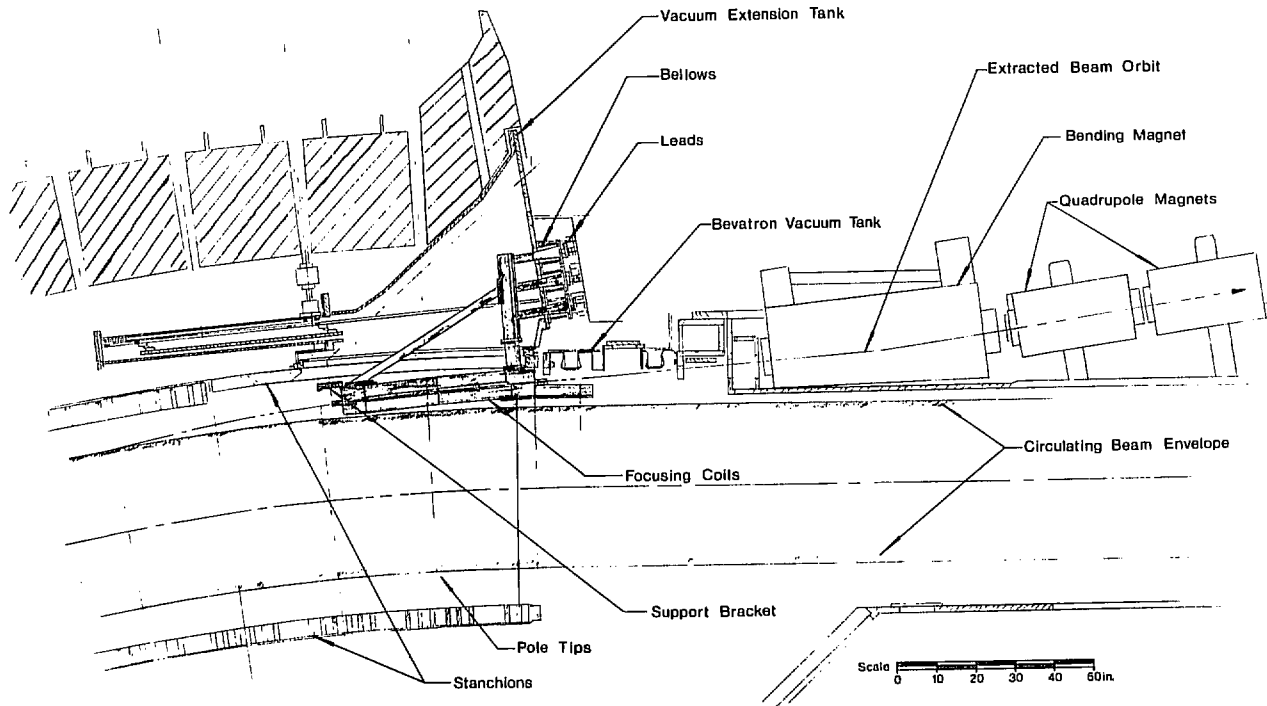 Vacuum Extension Tank
Bellows
Extracted Beam Orbit
Leads
Bending Magnet
Quadrupole Magnets
Bevatron Vacuum Tank
Circulating Beam Envelope
Focusing Coils
Support Bracket
Pole Tips
Stanchions
Scale
0 10 20 30 40 50in.